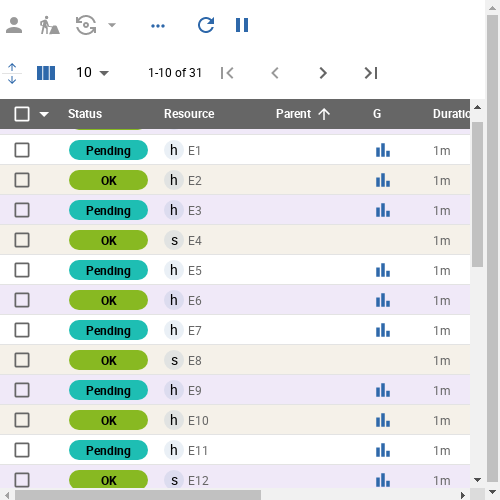 10 1-10 of 31
Status Resource Parent G Duratio
Pending h E1 1m
OK h E2 1m
Pending h E3 1m
OK s E4 1m
Pending h E5 1m
OK h E6 1m
Pending h E7 1m
OK s E8 1m
Pending h E9 1m
OK h E10 1m
Pending h E11 1m
OK s E12 1m